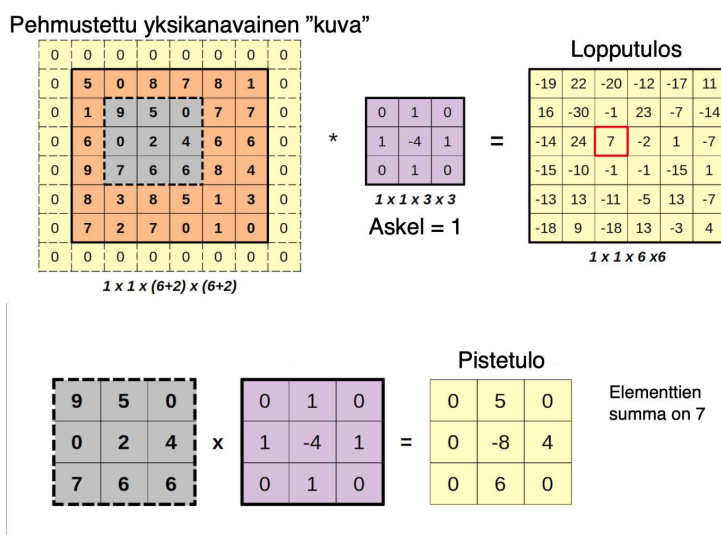 Pehmustettu yksikanavainen ”kuva”
0 0 0 0 0 0 0 0
0 5 0 8 7 8 1 0
0 1 9 5 0 7 7 0
0 6 0 2 4 6 6 0
0 9 7 6 6 8 4 0
0 8 3 8 5 1 3 0
0 7 2 7 0 1 0 0
0 0 0 0 0 0 0 0
1 x 1 x (6+2) x (6+2)
*
0 1 0
1 -4 1
0 1 0
1 x 1 x 3 x 3
Askel = 1
=
Lopputulos
-19 22 -20 -12 -17 11
16 -30 -1 23 -7 -14
-14 24 7 -2 1 -7
-15 -10 -1 -1 -15 1
-13 13 -11 -5 13 -7
-18 9 -18 13 -3 4
1 x 1 x 6 x6
9 5 0
0 2 4
7 6 6
x
0 1 0
1 -4 1
0 1 0
=
Pistetulo
0 5 0
0 -8 4
0 6 0
Elementtien
summa on 7